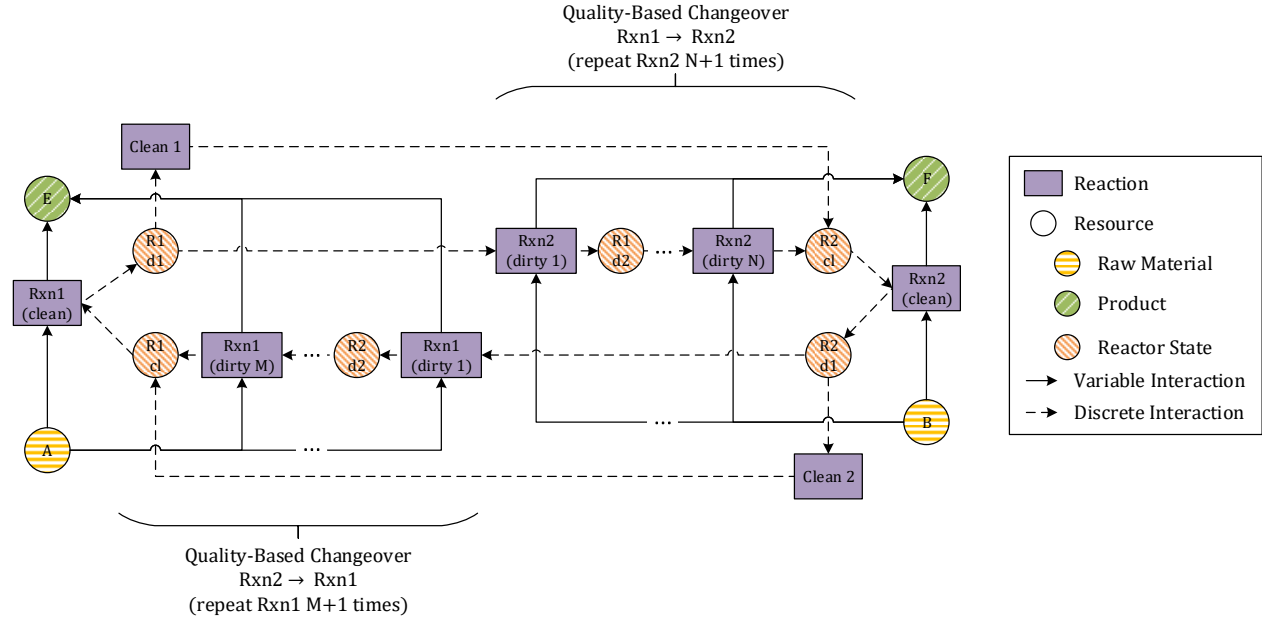 Quality-Based Changeover
Rxn1 → Rxn2
(repeat Rxn2 N+1 times)
Clean 1
E
F
R1
d1
Rxn2
(dirty 1)
R1
d2
...
Rxn2
(dirty N)
R2
cl
Rxn1
(clean)
Rxn2
(clean)
R1
cl
Rxn1
(dirty M)
...
R2
d2
Rxn1
(dirty 1)
R2
d1
A
...
...
B
Clean 2
Quality-Based Changeover
Rxn2 → Rxn1
(repeat Rxn1 M+1 times)
Reaction
Resource
Raw Material
Product
Reactor State
Variable Interaction
Discrete Interaction